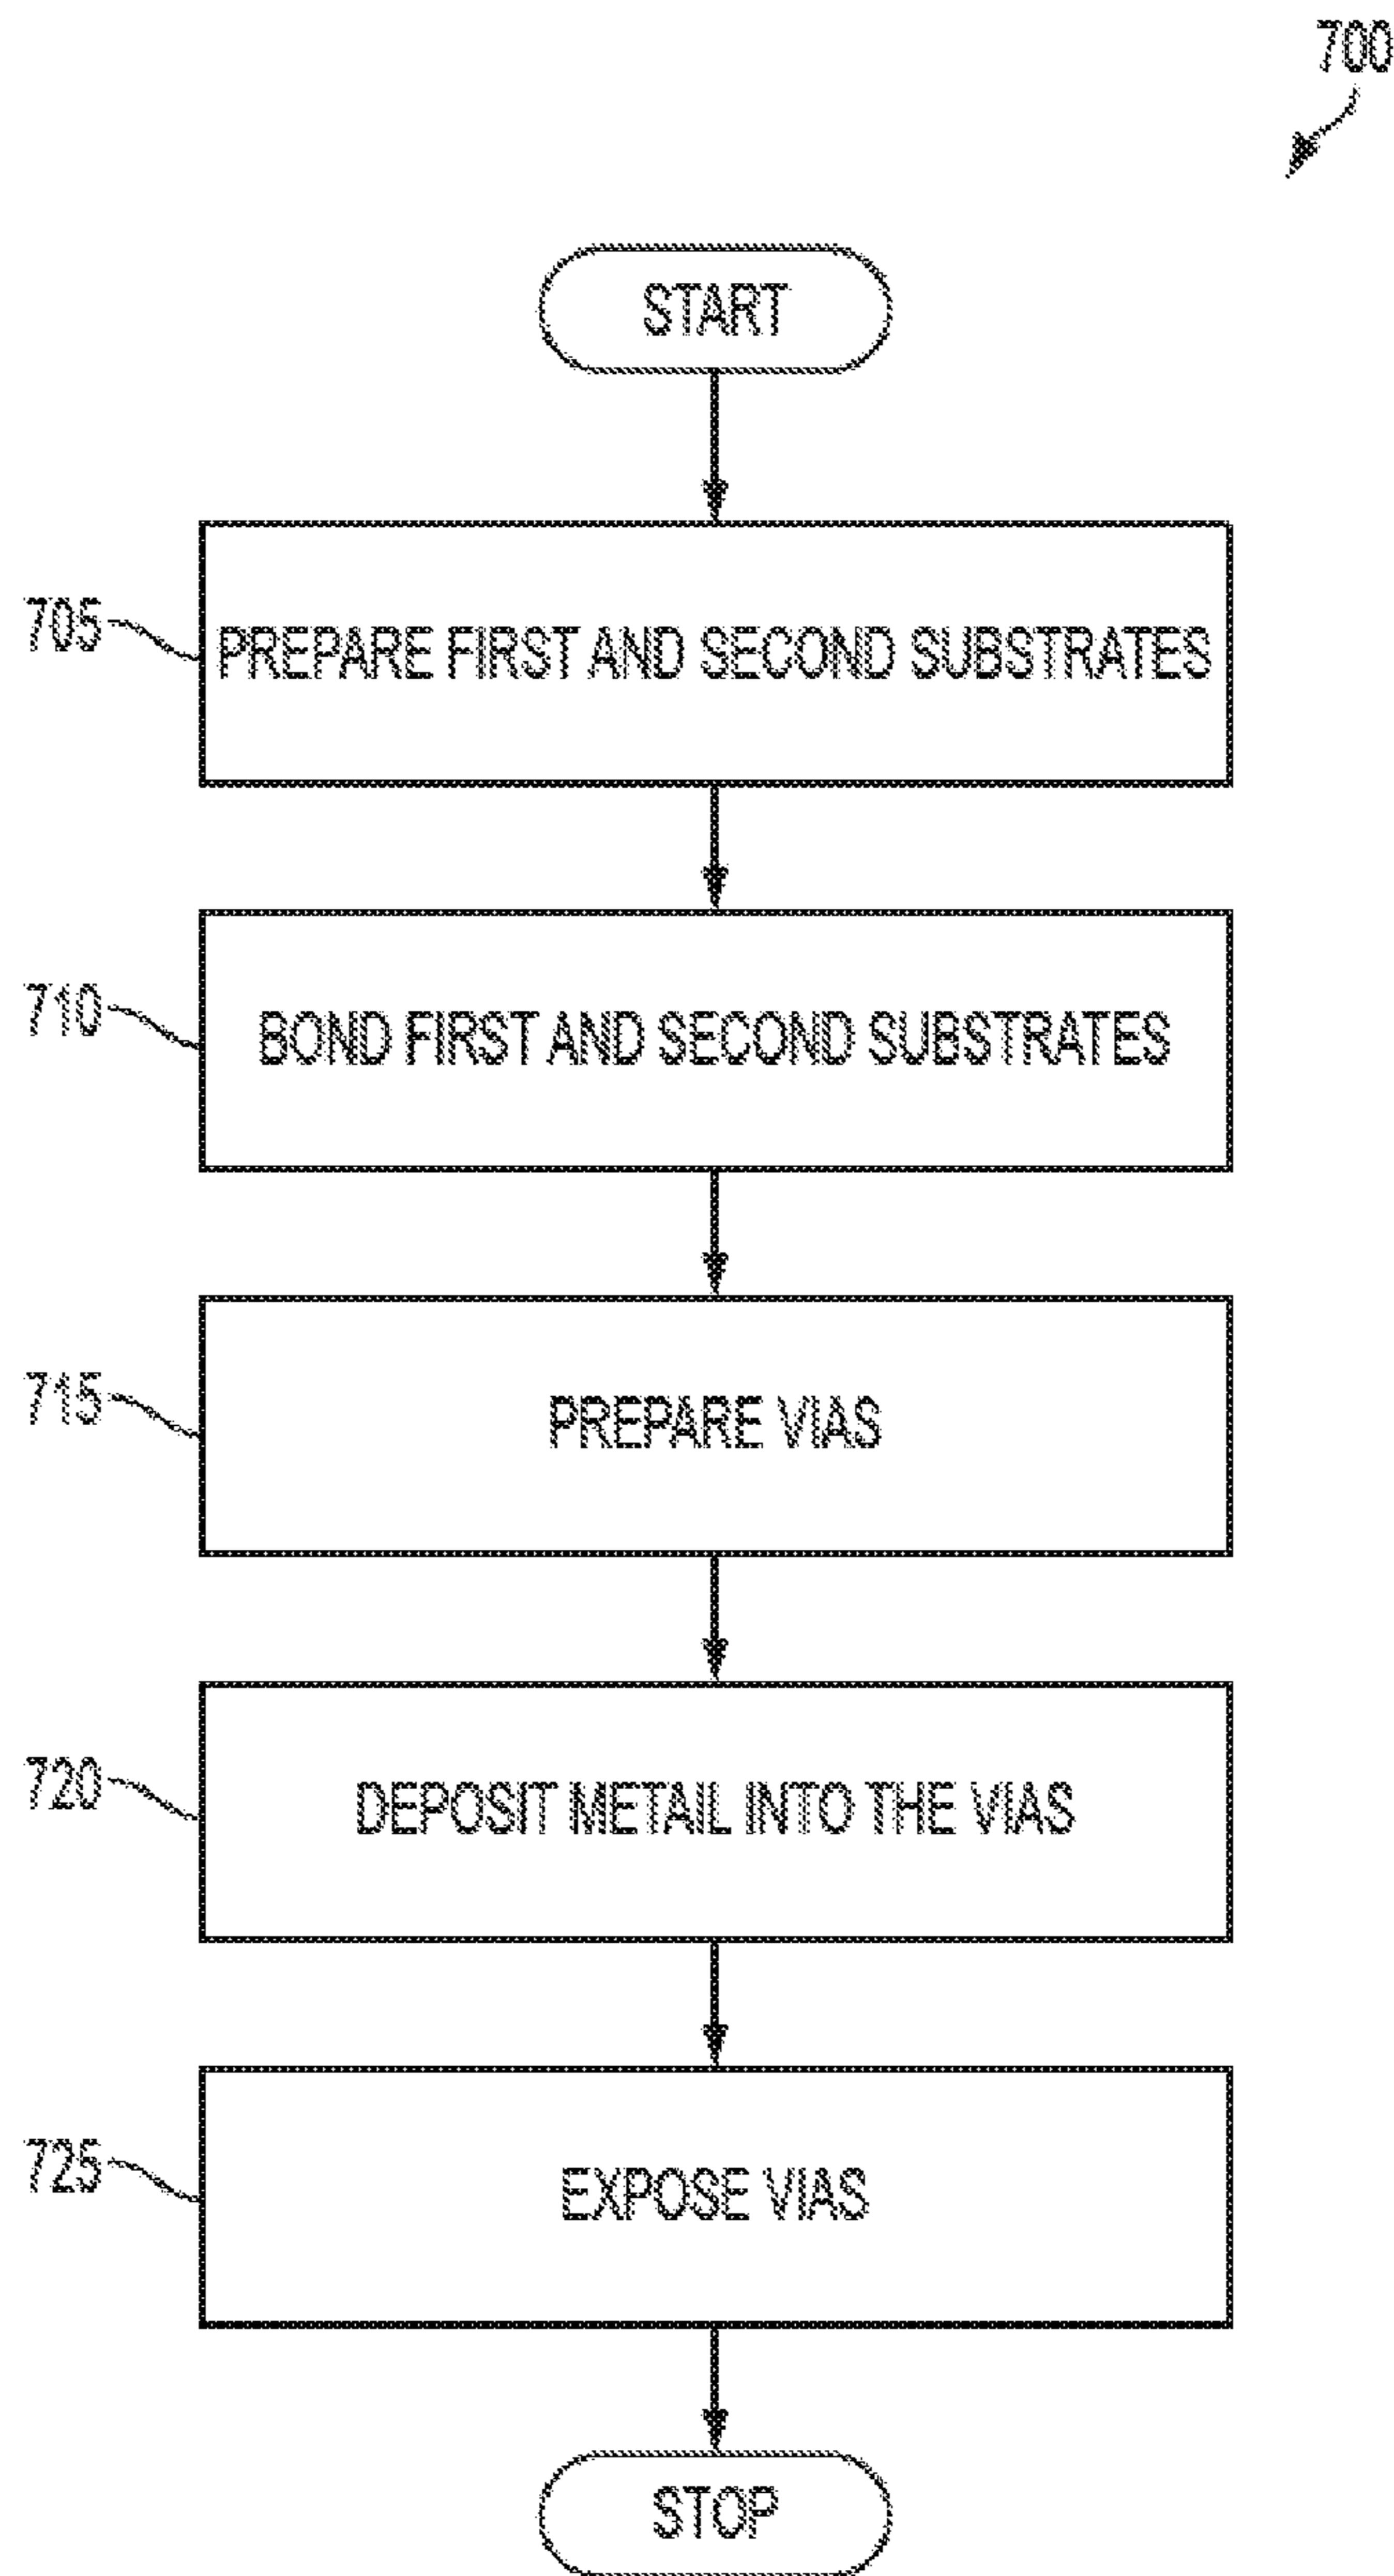 700
START
705
PREPARE FIRST AND SECOND SUBSTRATES
710
BOND FIRST AND SECOND SUBSTRATES
715
PREPARE VIAS
720
DEPOSIT METAIL INTO THE VIAS
725
EXPOSE VIAS
STOP